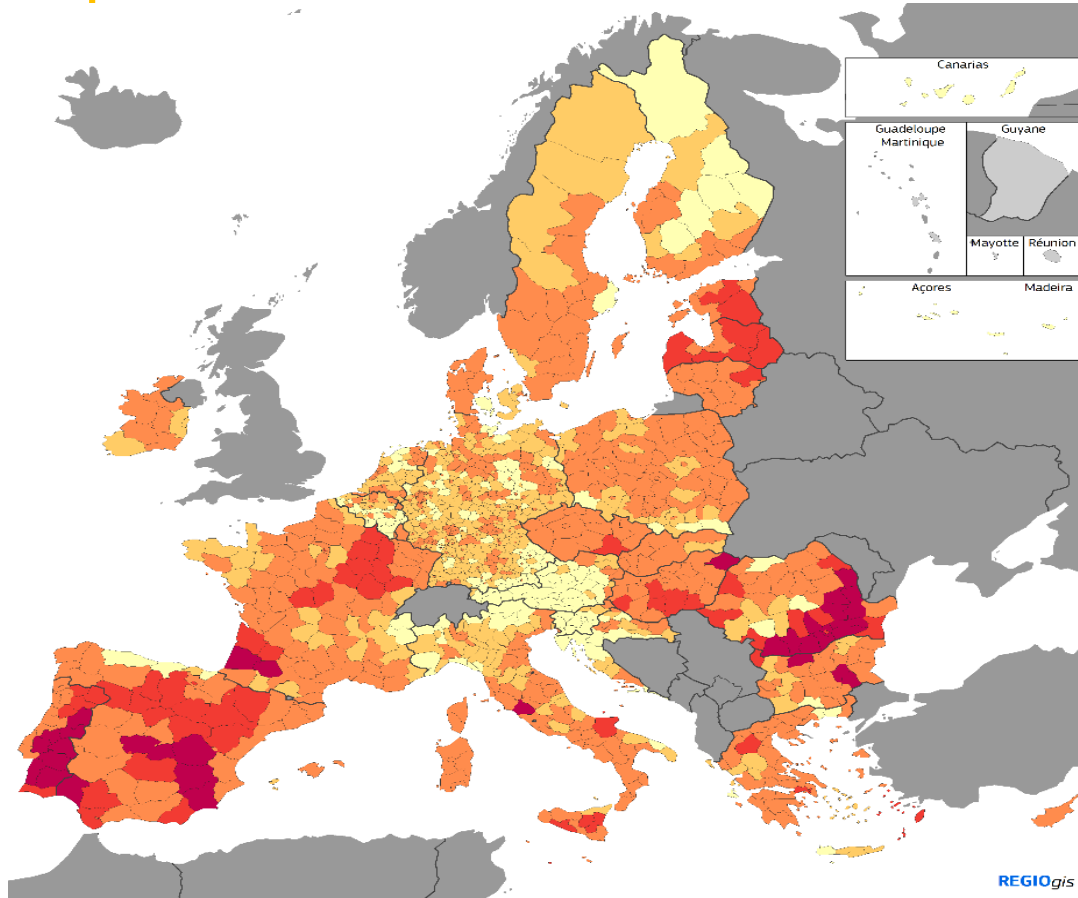 Canarias
Guadeloupe
Martinique
Guyane
Mayotte
Réunion
Açores
Madeira
REGIOgis